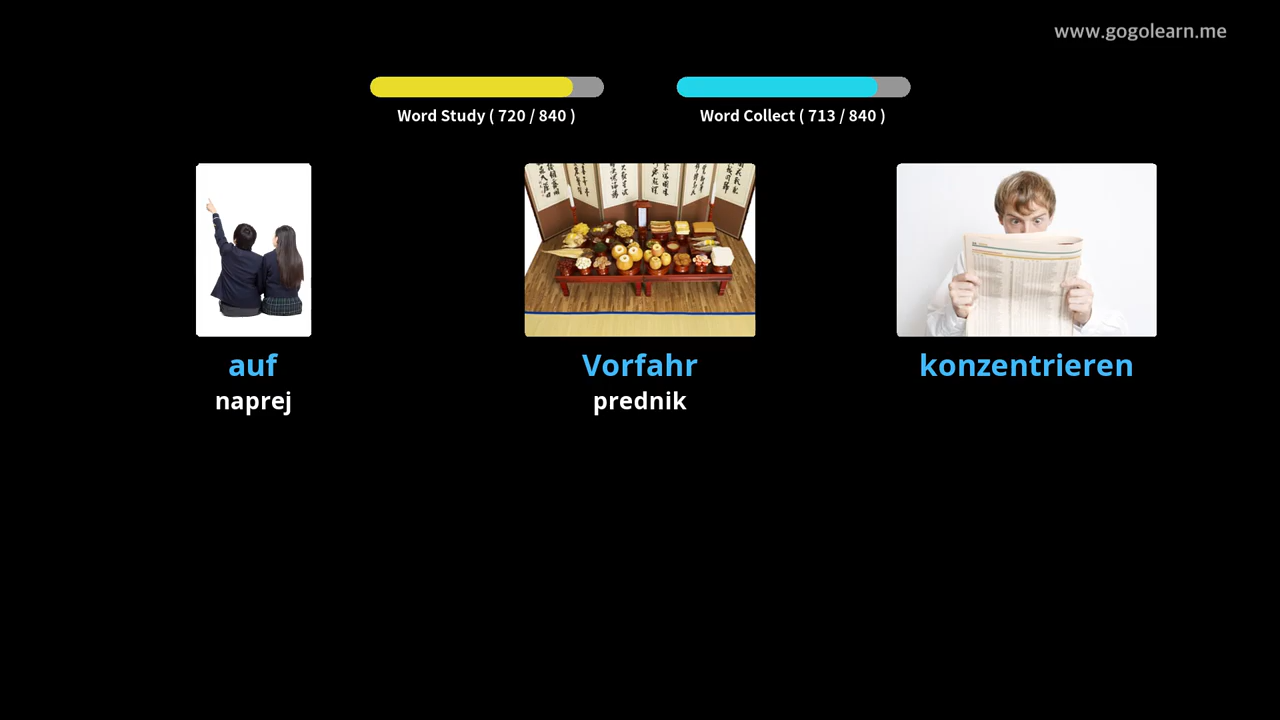 www.gogolearn.me
Word Study ( 720 / 840 )
Word Collect ( 713 / 840 )
auf
naprej
Vorfahr
prednik
konzentrieren